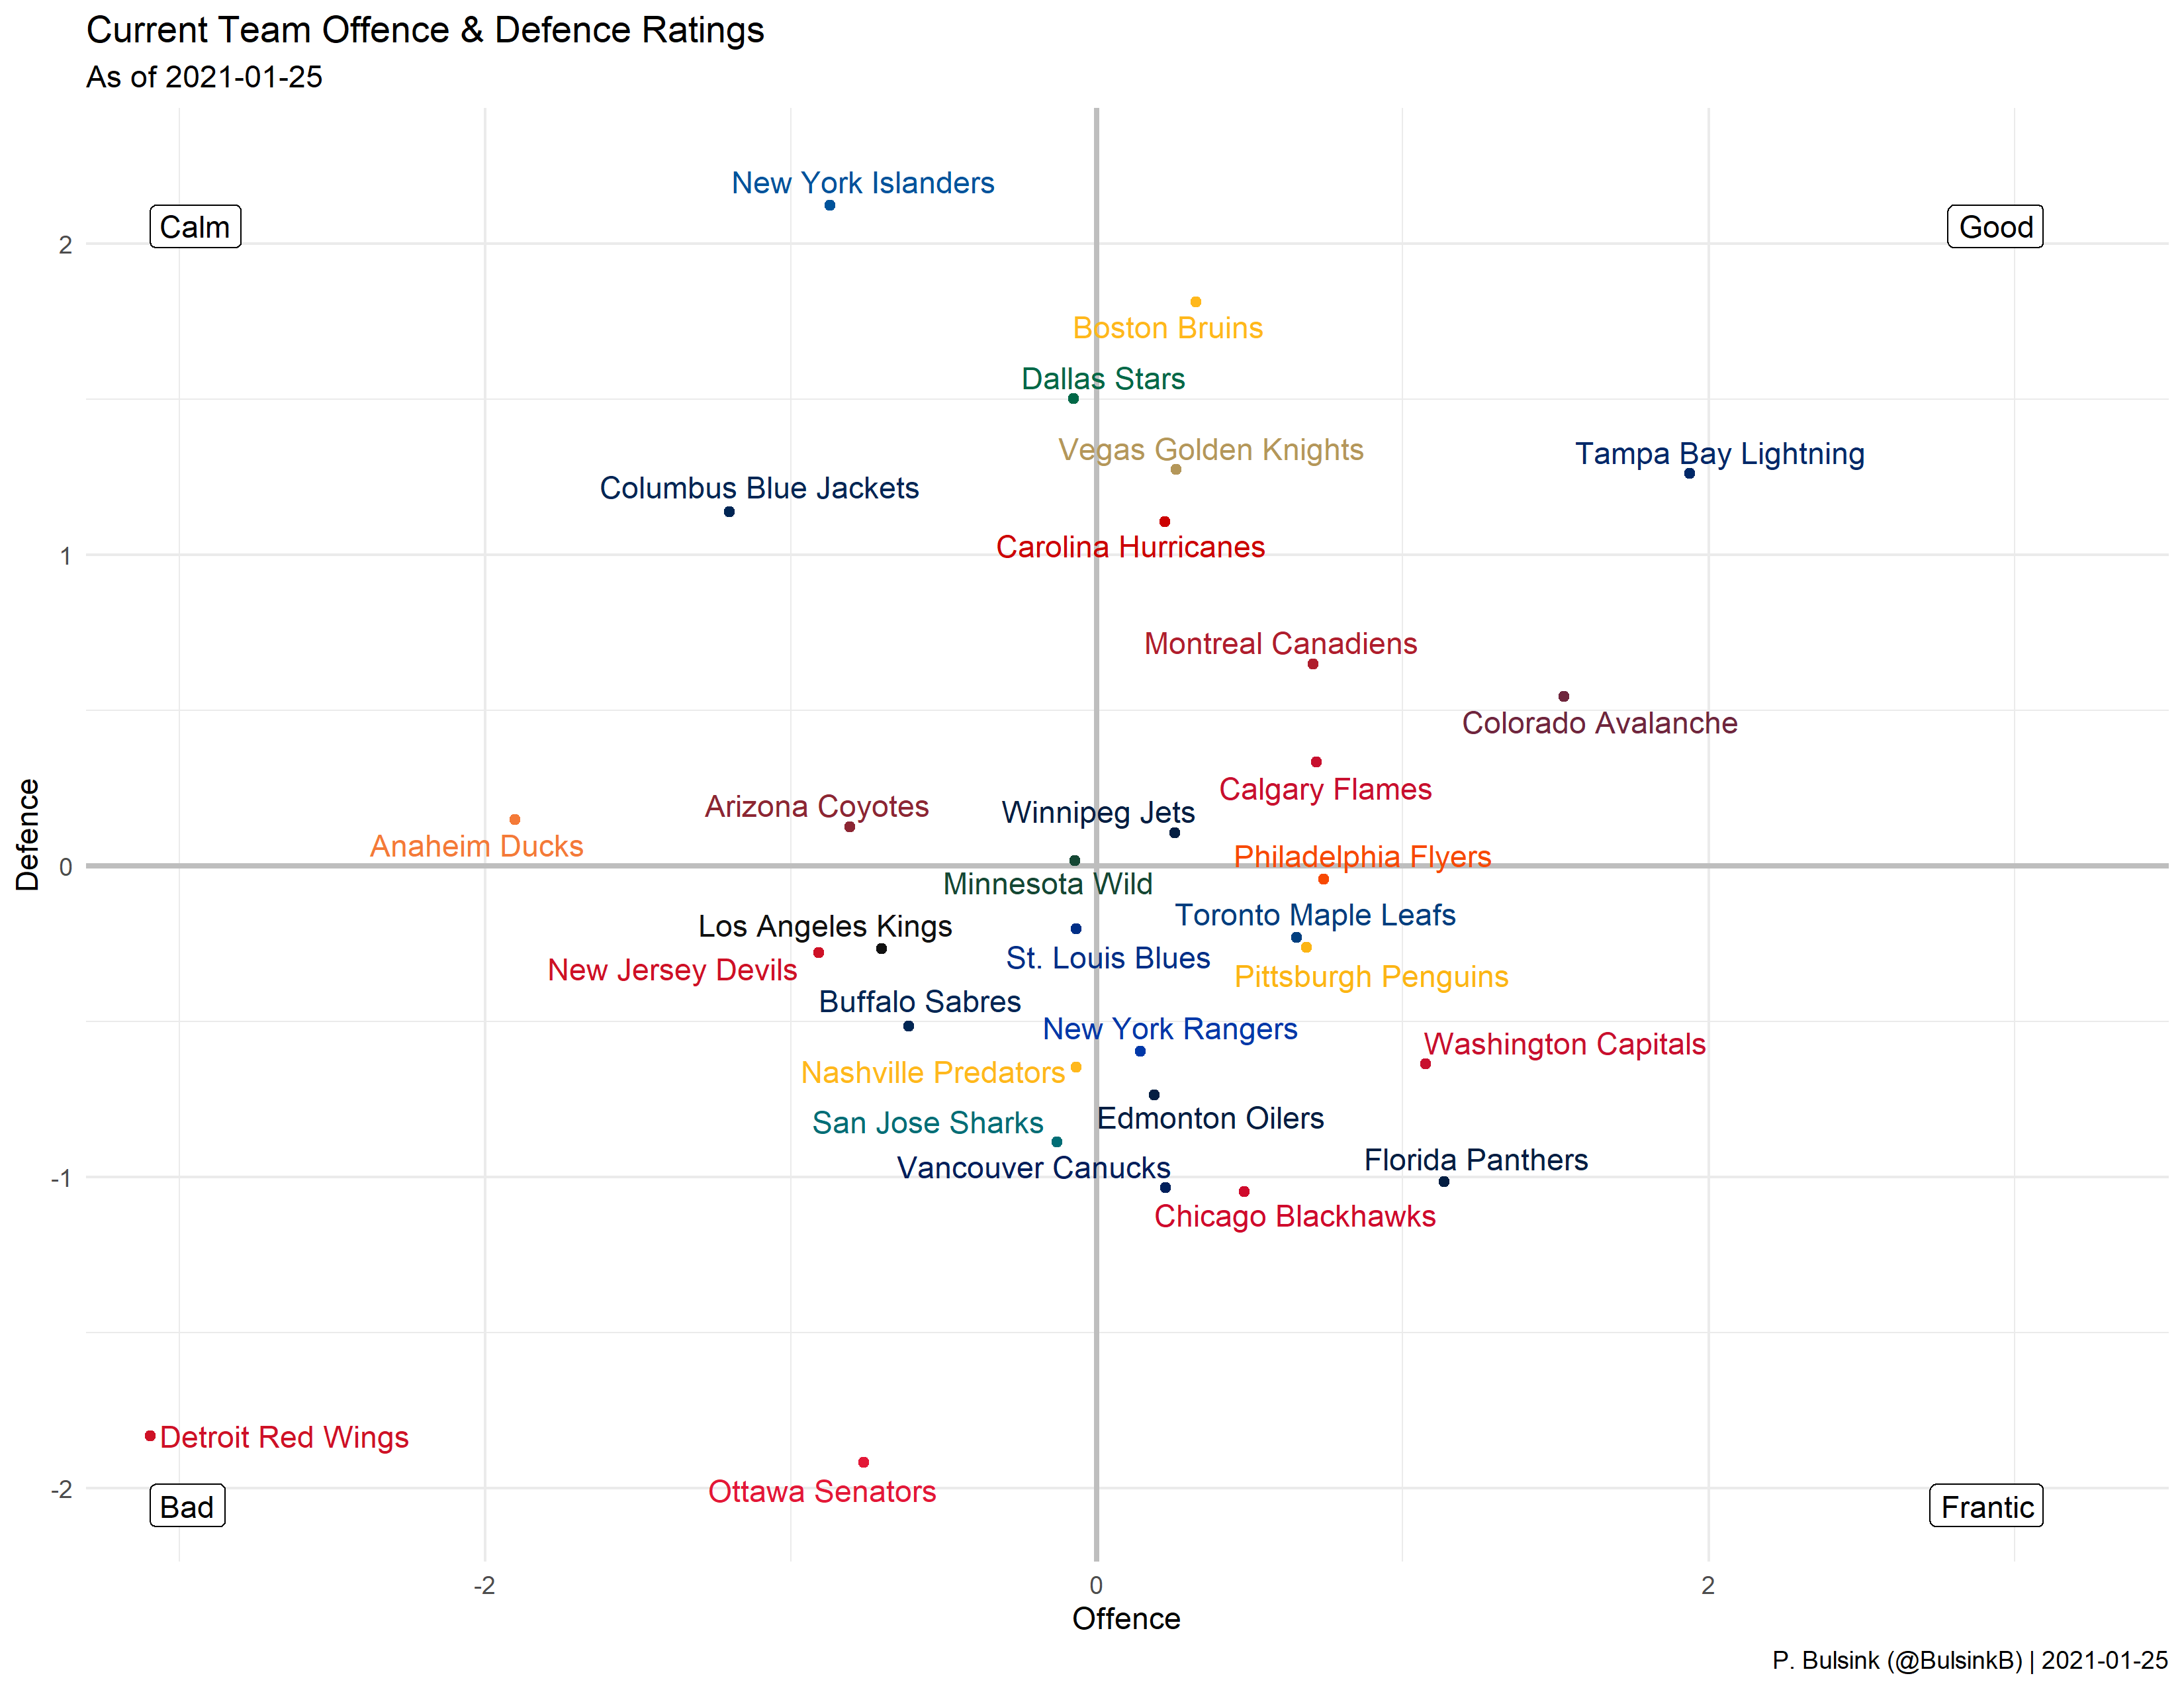 Current Team Offence & Defence Ratings
As of 2021-01-25
New York Islanders
Calm
Good
2
Boston Bruins
Dallas Stars
Vegas Golden Knights
Tampa Bay Lightning
Columbus Blue Jackets
Carolina Hurricanes
1
Montreal Canadiens
Colorado Avalanche
Calgary Flames
Arizona Coyotes
Winnipeg Jets
Anaheim Ducks
Philadelphia Flyers
0
Defence
Minnesota Wild
Toronto Maple Leafs
Los Angeles Kings
St. Louis Blues
New Jersey Devils
Pittsburgh Penguins
Buffalo Sabres
New York Rangers
Washington Capitals
Nashville Predators
Edmonton Oilers
San Jose Sharks
Florida Panthers
Vancouver Canucks
-1
Chicago Blackhawks
Detroit Red Wings
-2
Ottawa Senators
Bad
Frantic
-2
0
2
Offence
P. Bulsink (@BulsinkB) | 2021-01-25